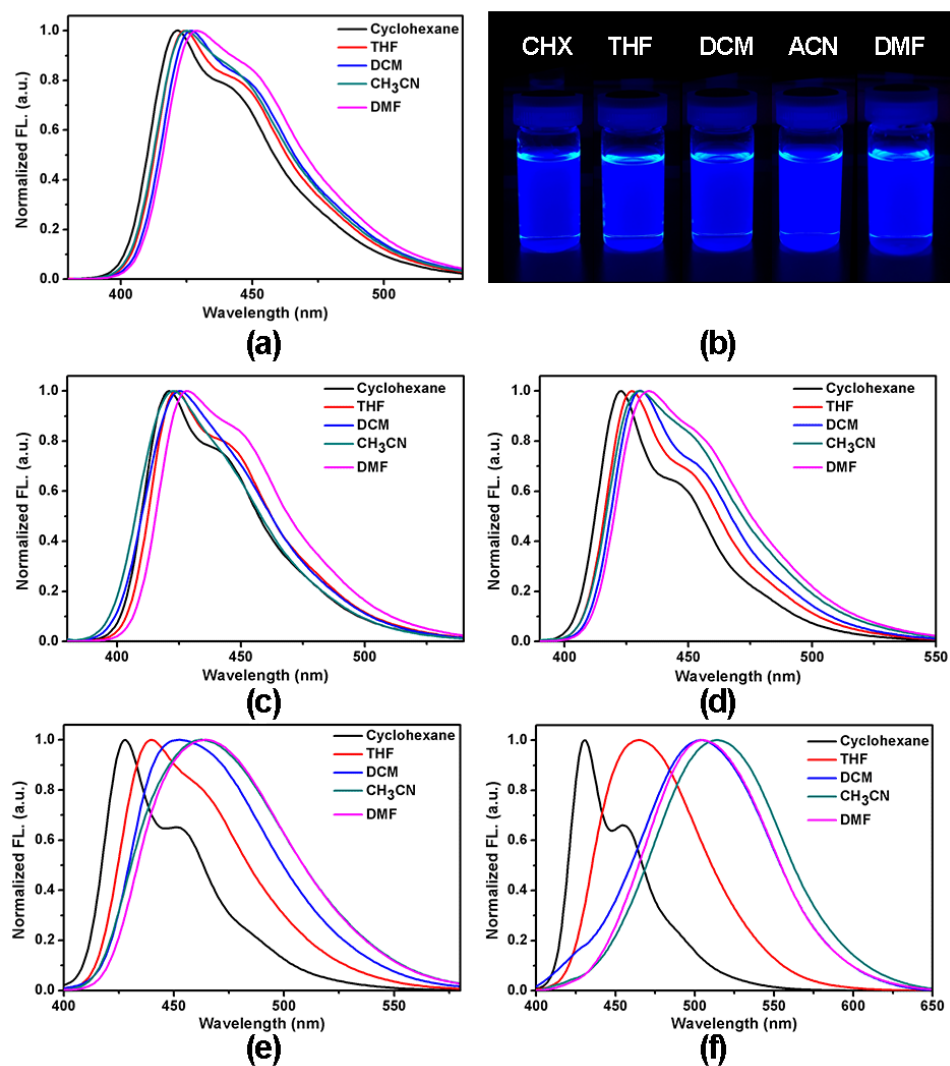 Normalized FL. (a.u.)
1.0
0.8
0.6
0.4
0.2
0.0
Cyclohexane
THF
DCM
CH₃CN
DMF
400
450
500
Wavelength (nm)
(a)
CHX THF DCM ACN DMF
(b)
Normalized FL. (a.u.)
1.0
0.8
0.6
0.4
0.2
0.0
Cyclohexane
THF
DCM
CH₃CN
DMF
400
450
500
Wavelength (nm)
(c)
Normalized FL. (a.u.)
1.0
0.8
0.6
0.4
0.2
0.0
Cyclohexane
THF
DCM
CH₃CN
DMF
400
450
500
550
Wavelength (nm)
(d)
Normalized FL. (a.u.)
1.0
0.8
0.6
0.4
0.2
0.0
Cyclohexane
THF
DCM
CH₃CN
DMF
400
450
500
550
Wavelength (nm)
(e)
Normalized FL. (a.u.)
1.0
0.8
0.6
0.4
0.2
0.0
Cyclohexane
THF
DCM
CH₃CN
DMF
400
450
500
550
600
650
Wavelength (nm)
(f)